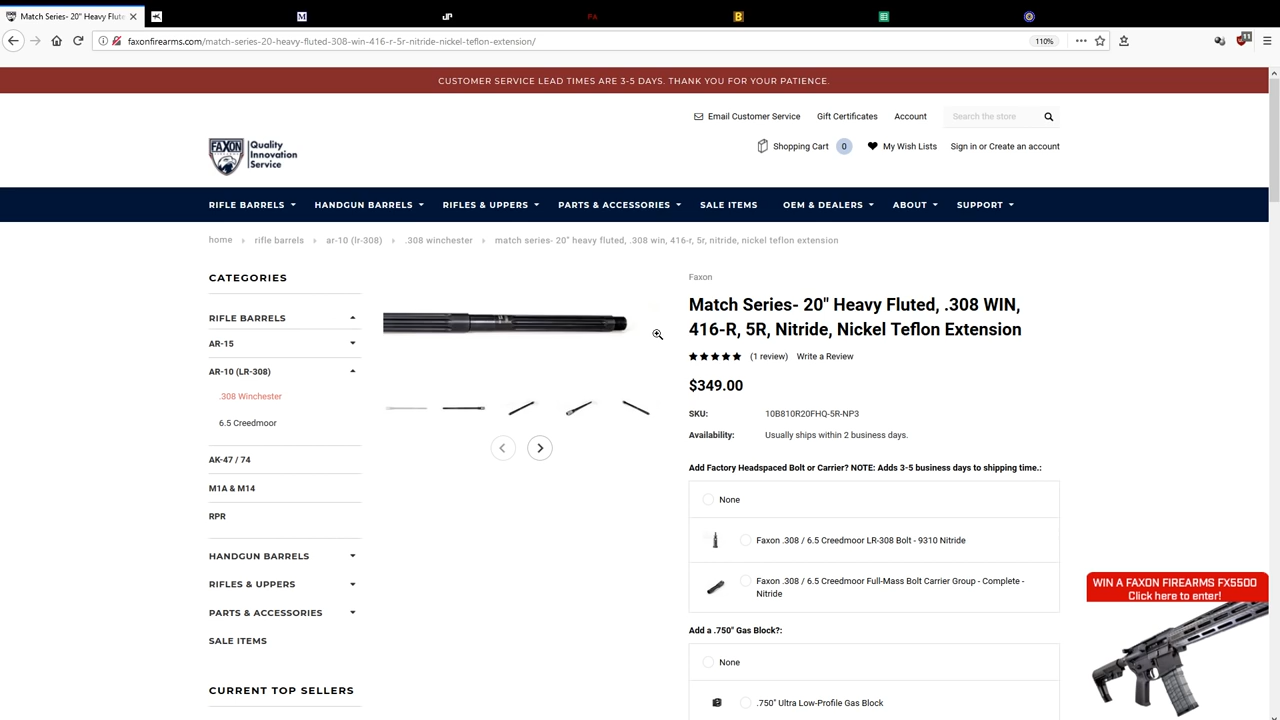 Match Series- 20" Heavy Flute
M
JP
FA
B
faxonfirearms.com/match-series-20-heavy-fluted-308-win-416-r-5r-nitride-nickel-teflon-extension/
110%
11
CUSTOMER SERVICE LEAD TIMES ARE 3-5 DAYS. THANK YOU FOR YOUR PATIENCE.
Email Customer Service Gift Certificates Account Search the store
FAXON Quality Innovation Service
Shopping Cart 0 My Wish Lists Sign in or Create an account
RIFLE BARRELS HANDGUN BARRELS RIFLES & UPPERS PARTS & ACCESSORIES SALE ITEMS OEM & DEALERS ABOUT SUPPORT
home rifle barrels ar-10 (lr-308) .308 winchester match series- 20" heavy fluted, .308 win, 416-r, 5r, nitride, nickel teflon extension
CATEGORIES
RIFLE BARRELS
AR-15
AR-10 (LR-308)
.308 Winchester
6.5 Creedmoor
AK-47 / 74
M1A & M14
RPR
HANDGUN BARRELS
RIFLES & UPPERS
PARTS & ACCESSORIES
SALE ITEMS
CURRENT TOP SELLERS
Faxon
Match Series- 20" Heavy Fluted, .308 WIN,
416-R, 5R, Nitride, Nickel Teflon Extension
(1 review) Write a Review
$349.00
SKU: 10B810R20FHQ-5R-NP3
Availability: Usually ships within 2 business days.
Add Factory Headspaced Bolt or Carrier? NOTE: Adds 3-5 business days to shipping time.:
None
Faxon .308 / 6.5 Creedmoor LR-308 Bolt - 9310 Nitride
Faxon .308 / 6.5 Creedmoor Full-Mass Bolt Carrier Group - Complete -
Nitride
Add a .750" Gas Block?:
None
.750" Ultra Low-Profile Gas Block
WIN A FAXON FIREARMS FX5500
Click here to enter!